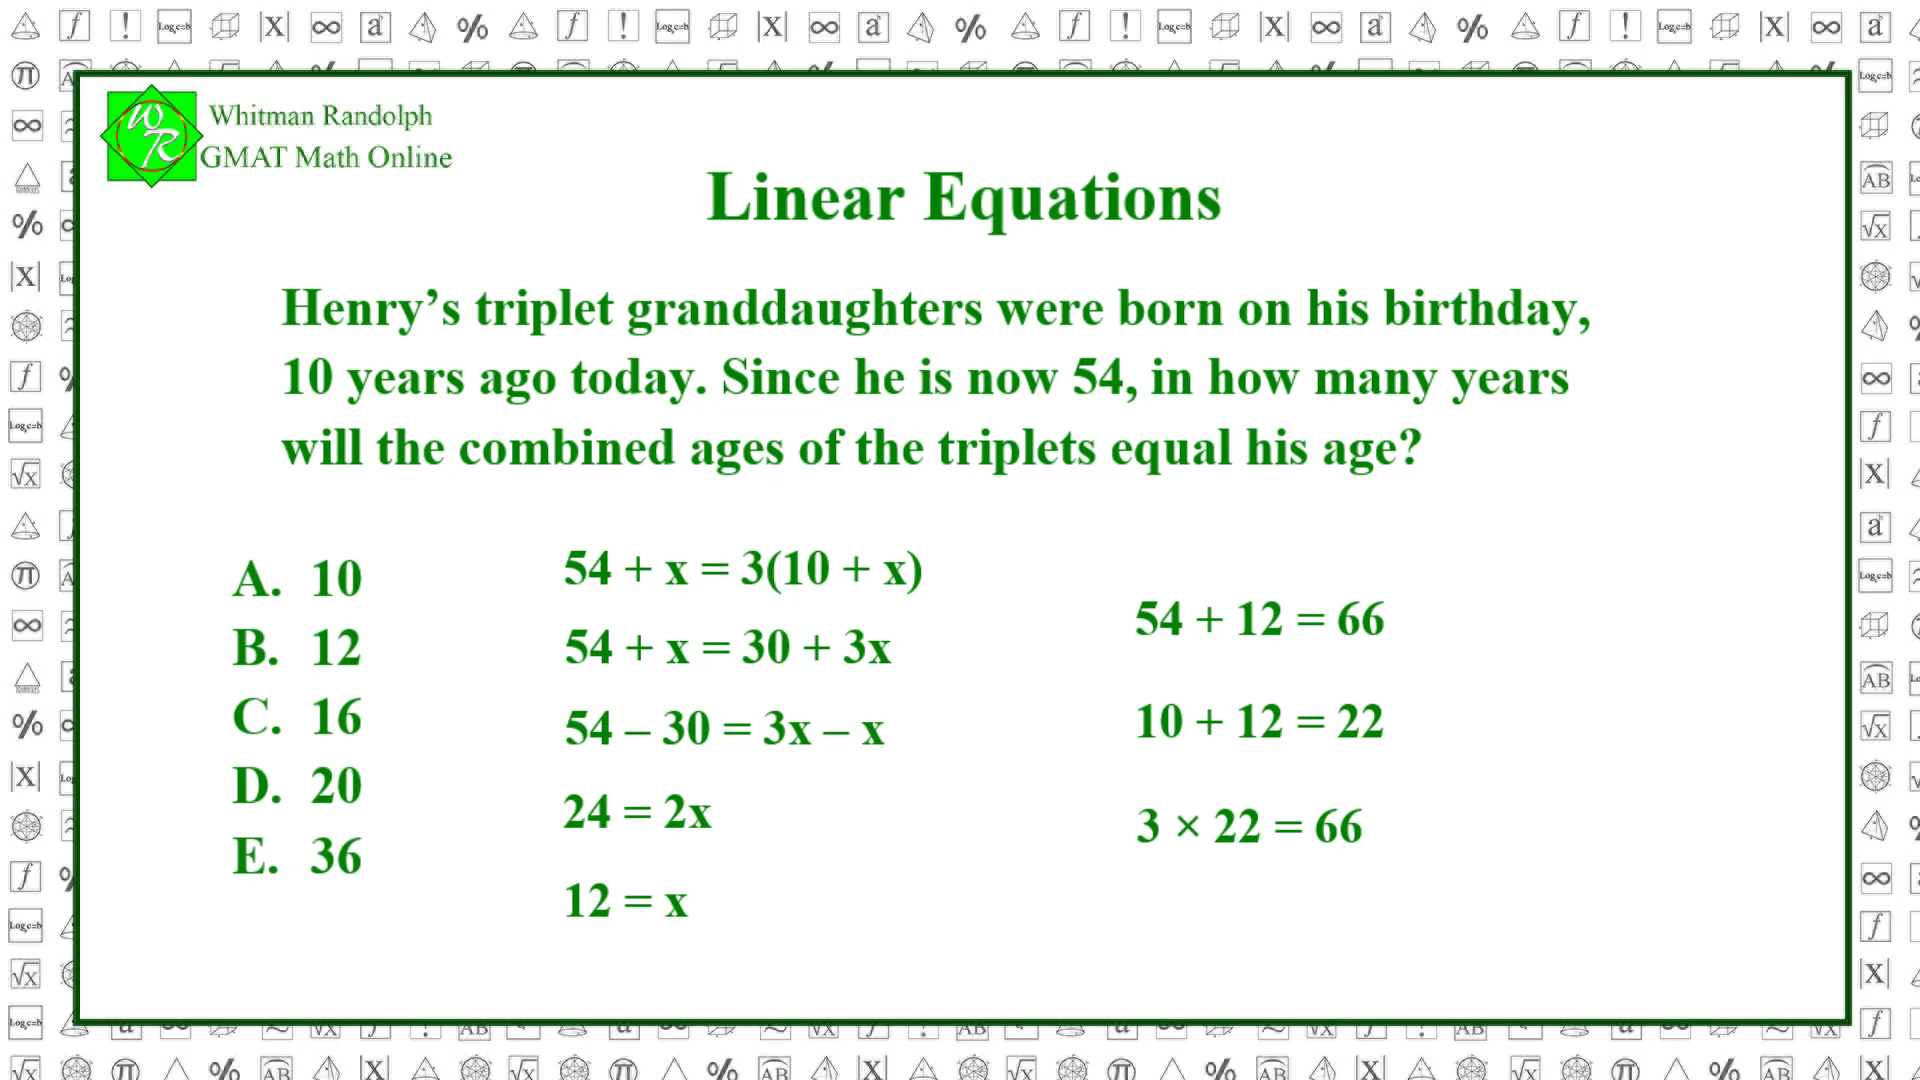 Whitman Randolph
GMAT Math Online
Linear Equations
Henry’s triplet granddaughters were born on his birthday,
10 years ago today. Since he is now 54, in how many years
will the combined ages of the triplets equal his age?
A. 10
B. 12
C. 16
D. 20
E. 36
54 + x = 3(10 + x)
54 + x = 30 + 3x
54 – 30 = 3x – x
24 = 2x
12 = x
54 + 12 = 66
10 + 12 = 22
3 × 22 = 66